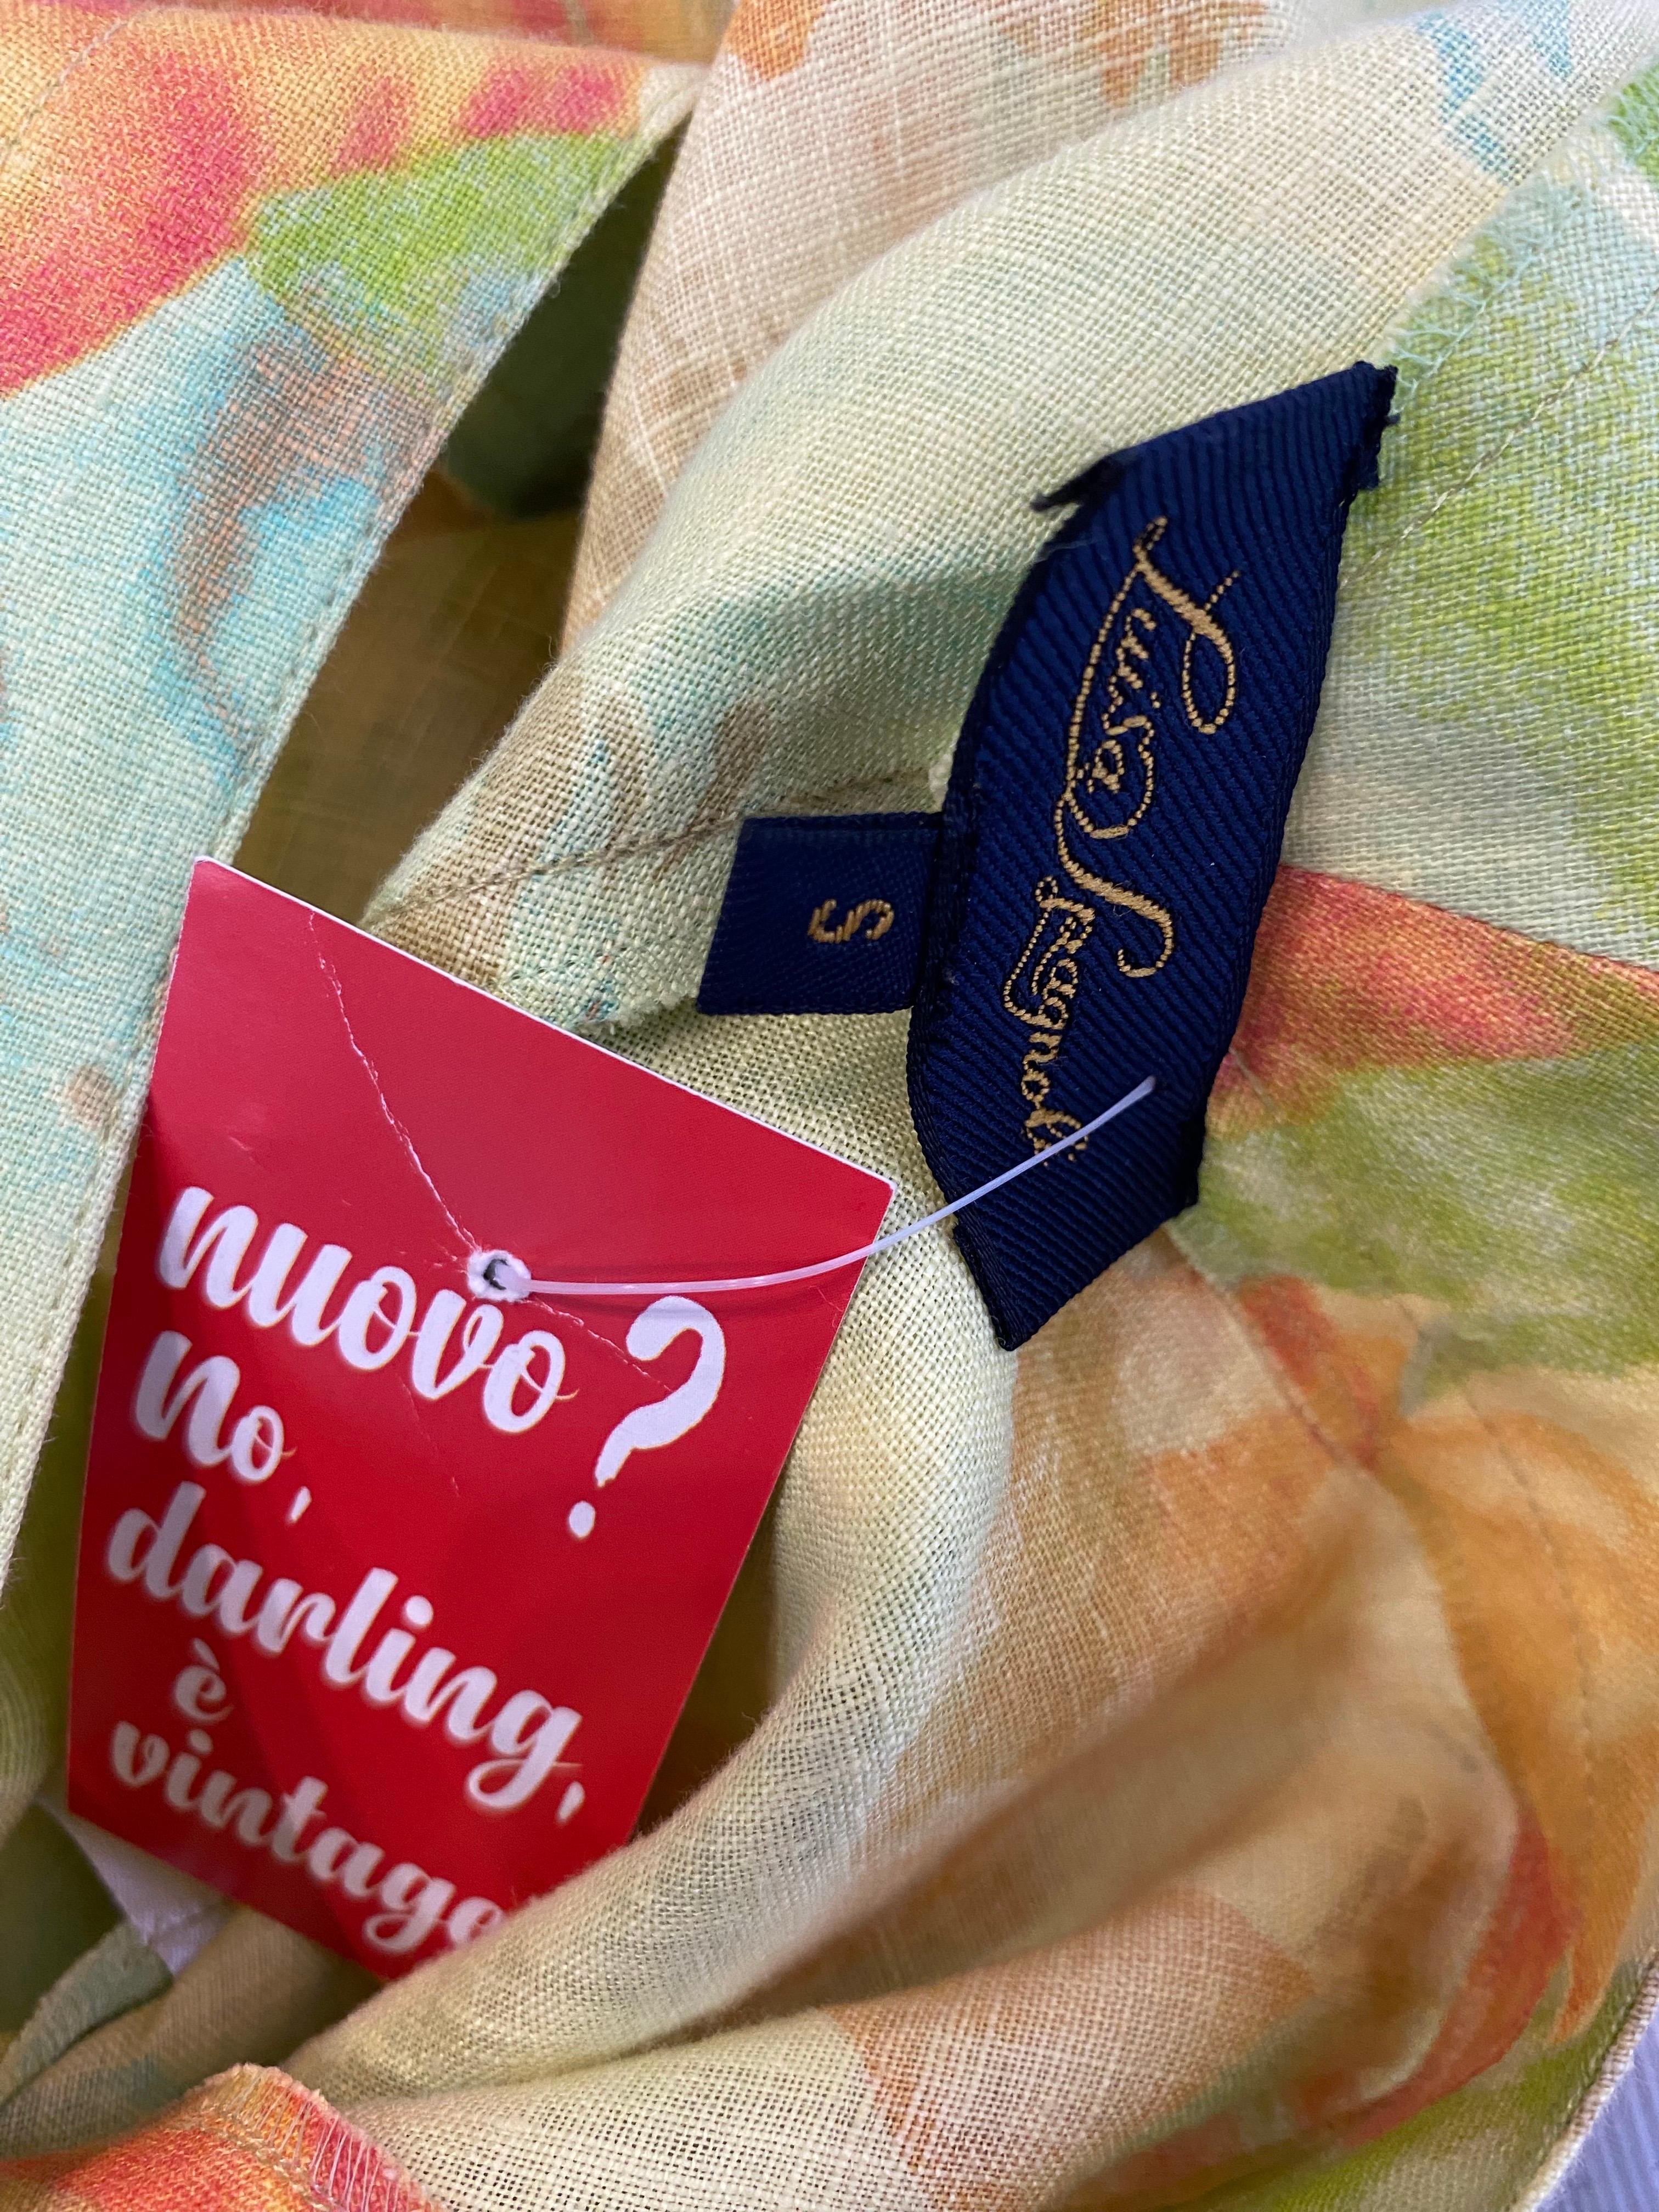 Luisa Spagnoli
S
nuovo?
No,
darling,
è
vintage